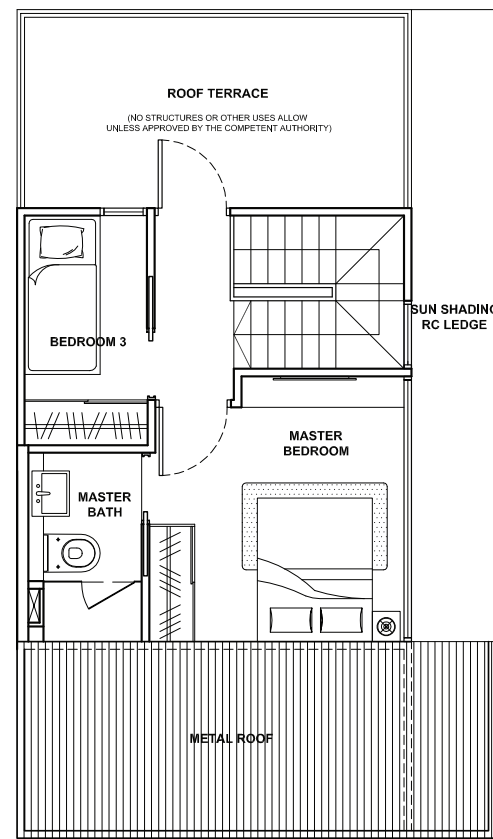 ROOF TERRACE
(NO STRUCTURES OR OTHER USES ALLOW
UNLESS APPROVED BY THE COMPETENT AUTHORITY)
SUN SHADING
RC LEDGE
BEDROOM 3
MASTER
BEDROOM
MASTER
BATH
METAL ROOF